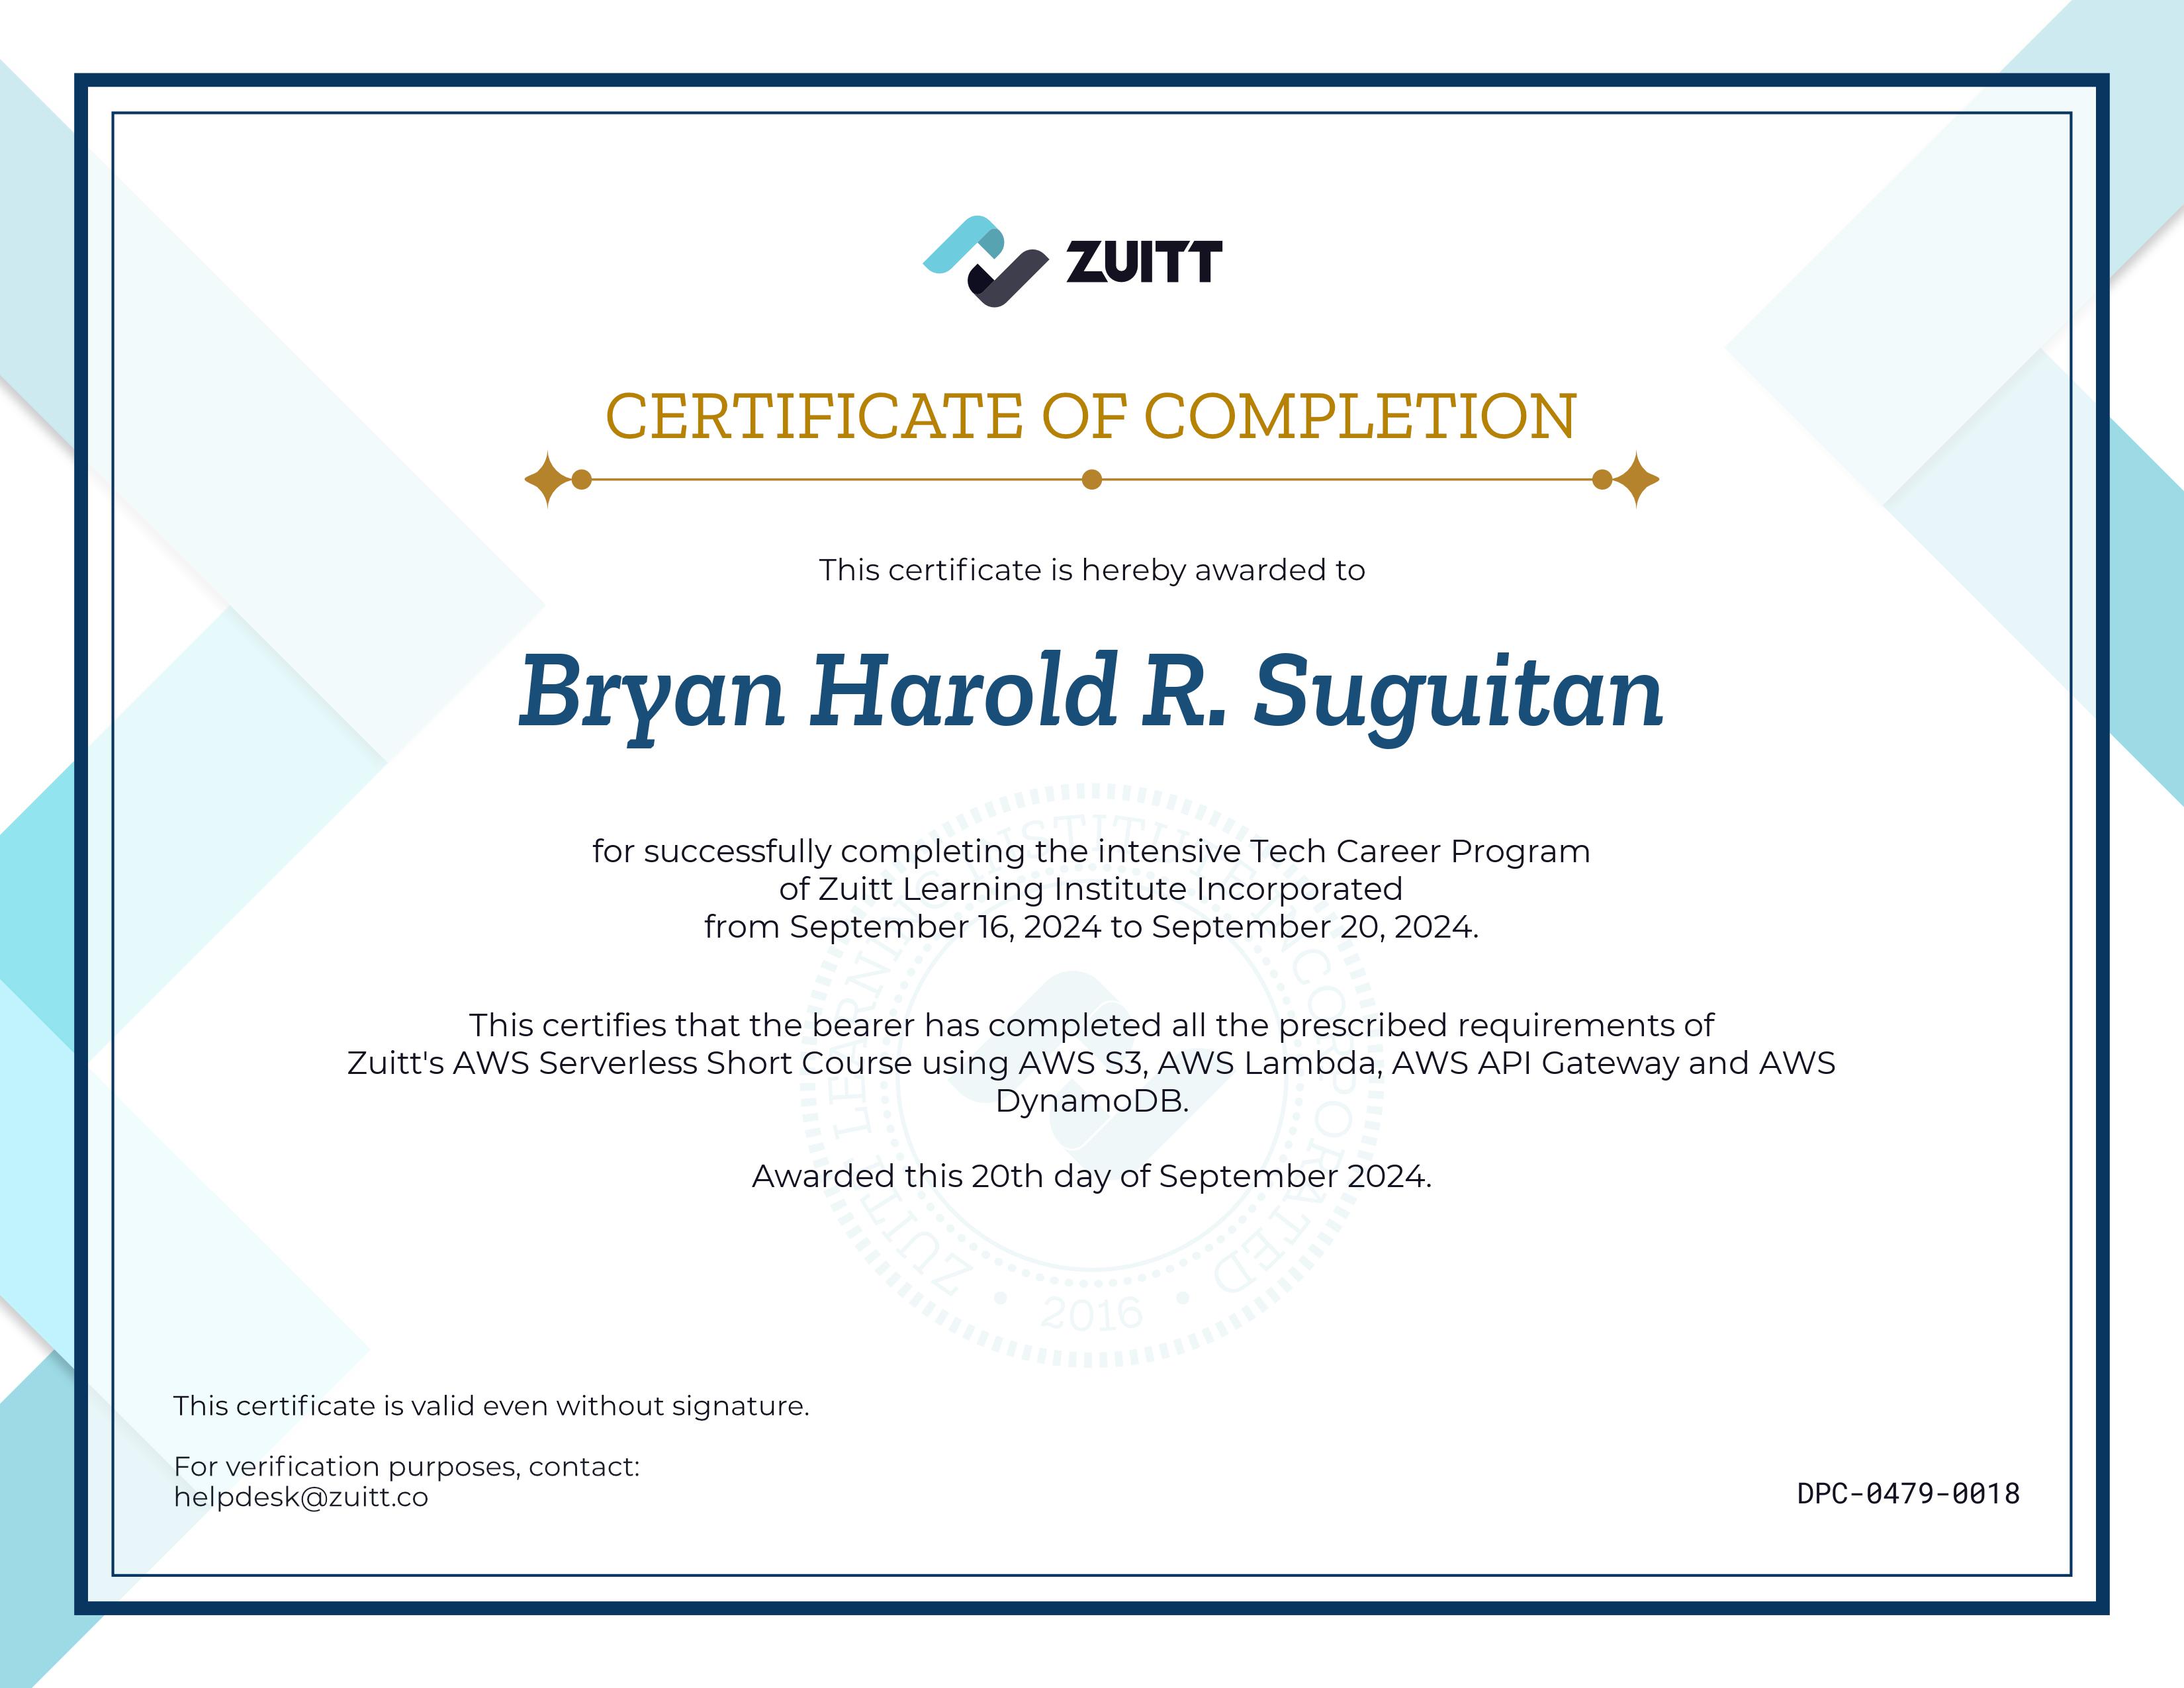 ZUITT
CERTIFICATE OF COMPLETION
This certificate is hereby awarded to
Bryan Harold R. Suguitan
for successfully completing the intensive Tech Career Program
of Zuitt Learning Institute Incorporated
from September 16, 2024 to September 20, 2024.
This certifies that the bearer has completed all the prescribed requirements of
Zuitt's AWS Serverless Short Course using AWS S3, AWS Lambda, AWS API Gateway and AWS
DynamoDB.
Awarded this 20th day of September 2024.
ZUITT LEARNING INSTITUTE INCORPORATED
• 2016 •
This certificate is valid even without signature.
For verification purposes, contact:
helpdesk@zuitt.co
DPC-0479-0018